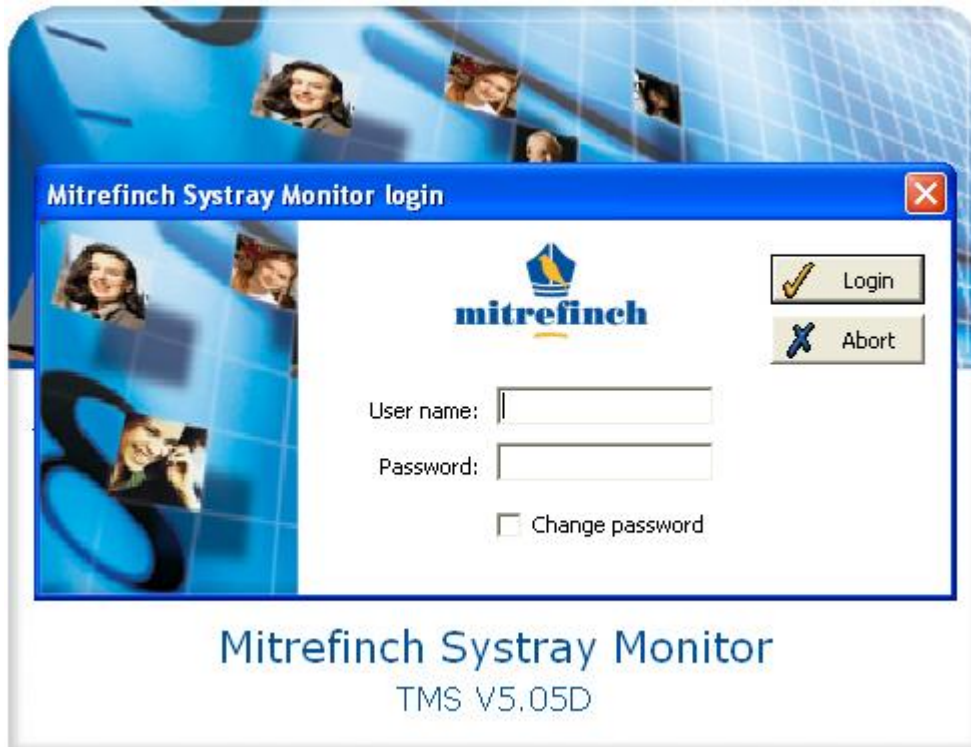 Mitrefinch Systray Monitor login
mitrefinch
Login
Abort
User name:
Password:
Change password
Mitrefinch Systray Monitor
TMS V5.05D